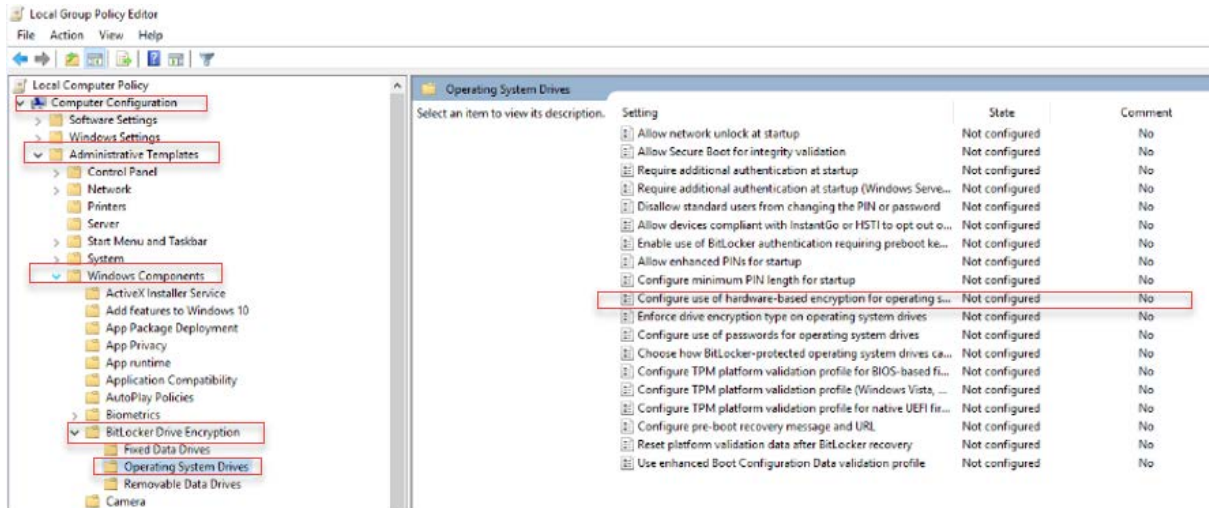 Local Group Policy Editor
File Action View Help
Local Computer Policy
Computer Configuration
Software Settings
Windows Settings
Administrative Templates
Control Panel
Network
Printers
Server
Start Menu and Taskbar
System
Windows Components
ActiveX Installer Service
Add features to Windows 10
App Package Deployment
App Privacy
App runtime
Application Compatibility
AutoPlay Policies
Biometrics
BitLocker Drive Encryption
Fixed Data Drives
Operating System Drives
Removable Data Drives
Camera
Operating System Drives
Select an item to view its description.
Setting State Comment
Allow network unlock at startup Not configured No
Allow Secure Boot for integrity validation Not configured No
Require additional authentication at startup Not configured No
Require additional authentication at startup (Windows Serve... Not configured No
Disallow standard users from changing the PIN or password Not configured No
Allow devices compliant with InstantGo or HSTI to opt out o... Not configured No
Enable use of BitLocker authentication requiring preboot ke... Not configured No
Allow enhanced PINs for startup Not configured No
Configure minimum PIN length for startup Not configured No
Configure use of hardware-based encryption for operating s... Not configured No
Enforce drive encryption type on operating system drives Not configured No
Configure use of passwords for operating system drives Not configured No
Choose how BitLocker-protected operating system drives ca... Not configured No
Configure TPM platform validation profile for BIOS-based fi... Not configured No
Configure TPM platform validation profile (Windows Vista, ... Not configured No
Configure TPM platform validation profile for native UEFI fir... Not configured No
Configure pre-boot recovery message and URL Not configured No
Reset platform validation data after BitLocker recovery Not configured No
Use enhanced Boot Configuration Data validation profile Not configured No